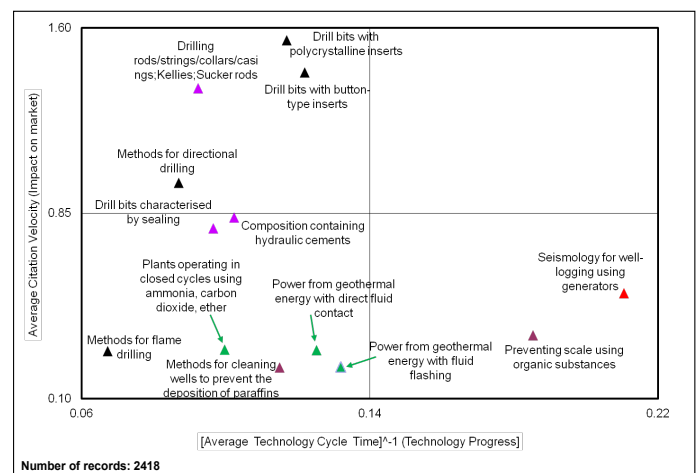 1.60
Drilling
rods/strings/collars/casi
ngs;Kellies;Sucker rods
Drill bits with
polycrystalline inserts
Drill bits with button-
type inserts
Methods for directional
drilling
Average Citation Velocity (Impact on market)
0.85
Drill bits characterised
by sealing
Composition containing
hydraulic cements
Plants operating in
closed cycles using
ammonia, carbon
dioxide, ether
Power from geothermal
energy with direct fluid
contact
Seismology for well-
logging using
generators
Methods for flame
drilling
Methods for cleaning
wells to prevent the
deposition of paraffins
Power from geothermal
energy with fluid
flashing
Preventing scale using
organic substances
0.10
0.06
0.14
0.22
[Average Technology Cycle Time]^-1 (Technology Progress]
Number of records: 2418